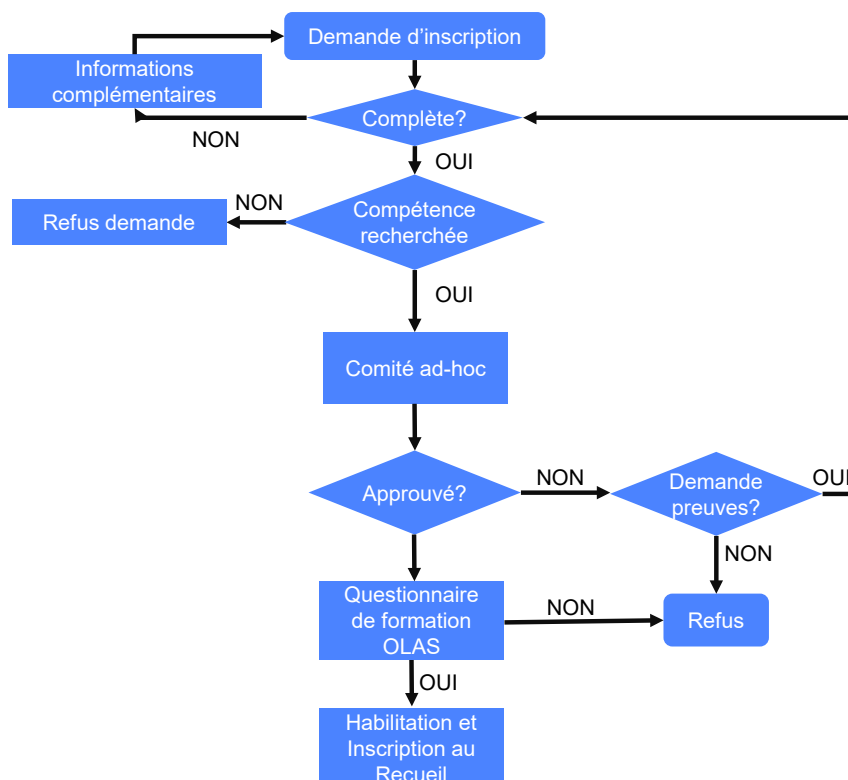 Demande d'inscription
Informations
complémentaires
Complète?
NON
OUI
Compétence
recherchée
NON
Refus demande
OUI
Comité ad-hoc
Approuvé?
NON
Demande
preuves?
OUI
NON
Questionnaire
de formation
OLAS
NON
Refus
OUI
Habilitation et
Inscription au
Recueil